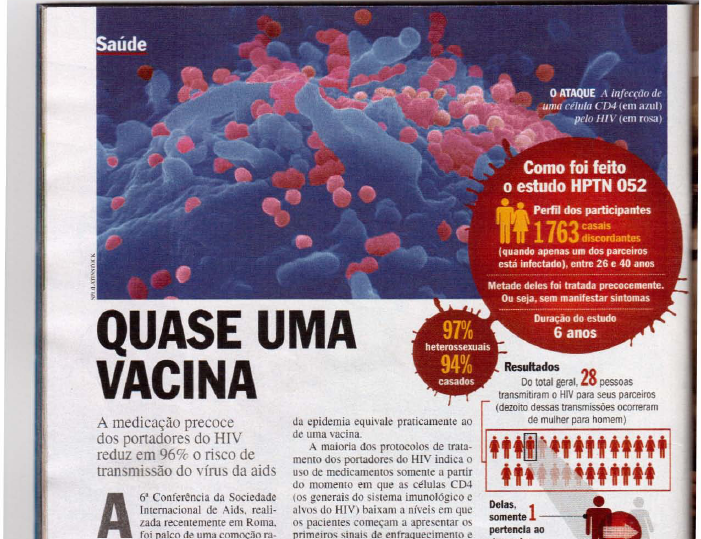 Saúde
O ATAQUE A infecção de
uma célula CD4 (em azul)
pelo HIV (em rosa)
Como foi feito
o estudo HPTN 052
Perfil dos participantes
1763 casais
discordantes
(quando apenas um dos parceiros
está infectado), entre 26 e 40 anos
Metade deles foi tratada precocemente.
Ou seja, sem manifestar sintomas
Duração do estudo
6 anos
97%
heterossexuais
94%
casados
QUASE UMA
VACINA
A medicação precoce
dos portadores do HIV
reduz em 96% o risco de
transmissão do vírus da aids
A 6ª Conferência da Sociedade
Internacional de Aids, reali-
zada recentemente em Roma,
foi palco de uma comoção ra-
da epidemia equivale praticamente ao
de uma vacina.
A maioria dos protocolos de trata-
mento dos portadores do HIV indica o
uso de medicamentos somente a partir
do momento em que as células CD4
(os generais do sistema imunológico e
alvos do HIV) baixam a níveis em que
os pacientes começam a apresentar os
primeiros sinais de enfraquecimento e
Resultados
Do total geral, 28 pessoas
transmitiram o HIV para seus parceiros
(dezoito dessas transmissões ocorreram
de mulher para homem)
Delas,
somente 1
pertencia ao